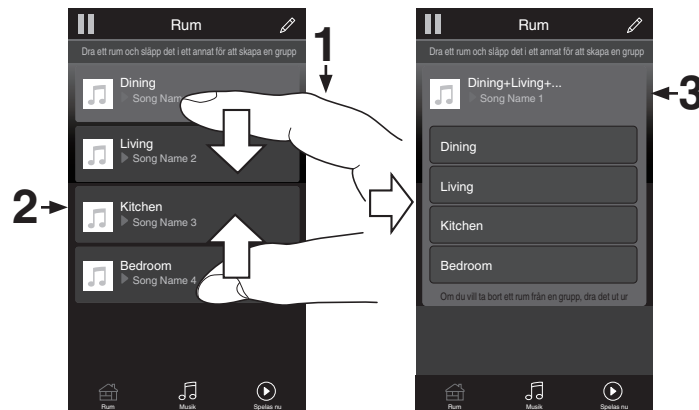 Rum
Dra ett rum och släpp det i ett annat för att skapa en grupp
Dining
Song Nam
Living
Song Name 2
Kitchen
Song Name 3
Bedroom
Song Name 4
Rum
Musik
Spelas nu
1
2
Rum
Dra ett rum och släpp det i ett annat för att skapa en grupp
Dining+Living+...
Song Name 1
Dining
Living
Kitchen
Bedroom
Om du vill ta bort ett rum från en grupp, dra det ut ur
Rum
Musik
Spelas nu
3